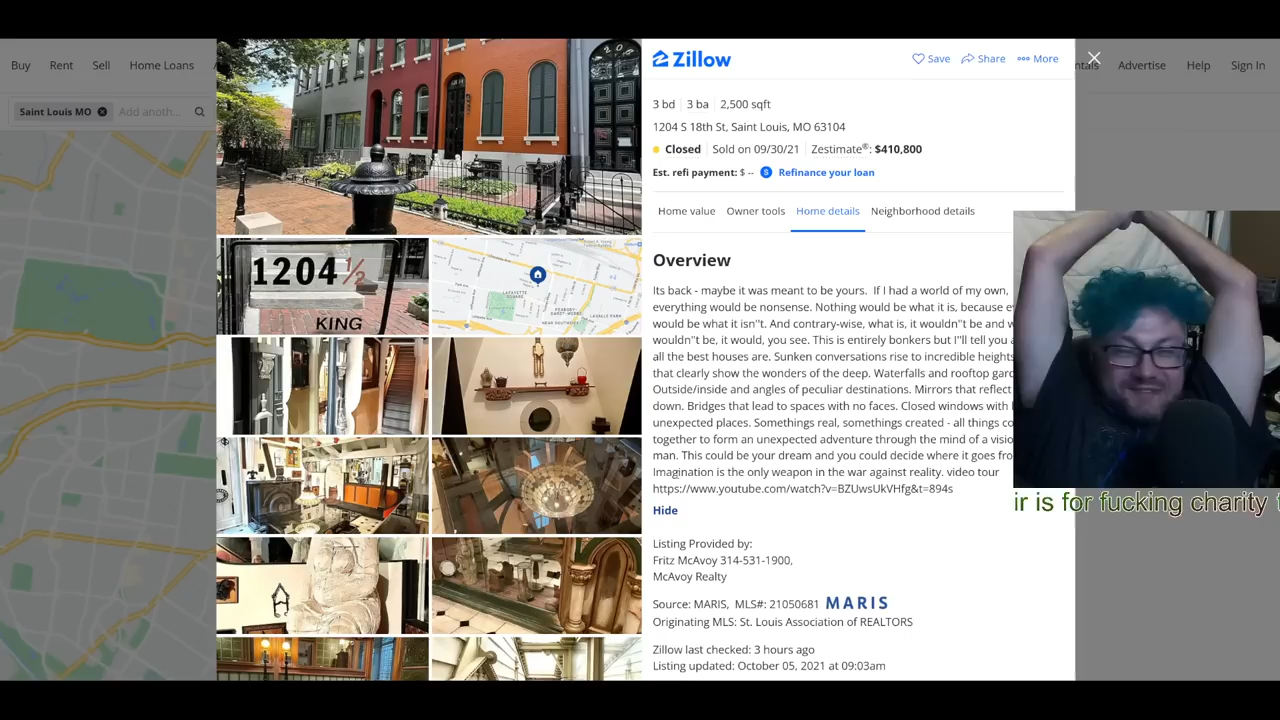 Buy
Rent
Sell
Home Loans
Saint Louis MO
Add anoth...
208
1204½
KING
Zillow
Save
Share
More
3 bd
3 ba
2,500 sqft
1204 S 18th St, Saint Louis, MO 63104
Closed
Sold on 09/30/21
Zestimate®: $410,800
Est. refi payment: $ --
$
Refinance your loan
Home value
Owner tools
Home details
Neighborhood details
Overview
Its back - maybe it was meant to be yours. If I had a world of my own,
everything would be nonsense. Nothing would be what it is, because e
would be what it isn''t. And contrary-wise, what is, it wouldn''t be and w
wouldn''t be, it would, you see. This is entirely bonkers but I''ll tell you a
all the best houses are. Sunken conversations rise to incredible heights
that clearly show the wonders of the deep. Waterfalls and rooftop gard
Outside/inside and angles of peculiar destinations. Mirrors that reflect
down. Bridges that lead to spaces with no faces. Closed windows with
unexpected places. Somethings real, somethings created - all things co
together to form an unexpected adventure through the mind of a visio
man. This could be your dream and you could decide where it goes fro
Imagination is the only weapon in the war against reality. video tour
https://www.youtube.com/watch?v=BZUwsUkVHfg&t=894s
Hide
Listing Provided by:
Fritz McAvoy 314-531-1900,
McAvoy Realty
Source: MARIS, MLS#: 21050681 MARIS
Originating MLS: St. Louis Association of REALTORS
Zillow last checked: 3 hours ago
Listing updated: October 05, 2021 at 09:03am
ntals
Advertise
Help
Sign In
ir is for fucking charity